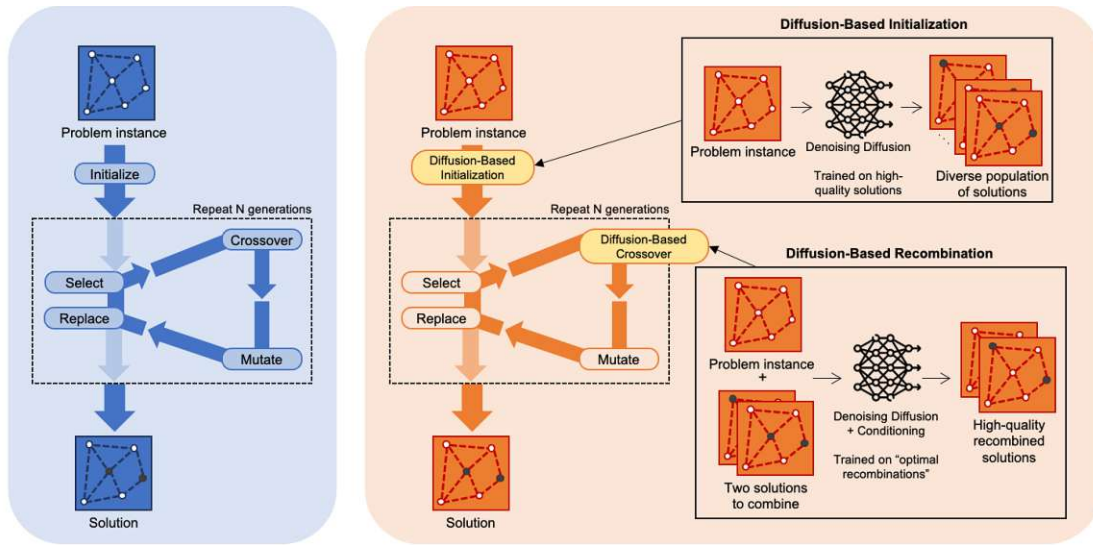 Problem instance
Initialize
Repeat N generations
Crossover
Select
Replace
Mutate
Solution
Problem instance
Diffusion-Based
Initialization
Repeat N generations
Diffusion-Based
Crossover
Select
Replace
Mutate
Solution
Diffusion-Based Initialization
Problem instance
Denoising Diffusion
Trained on high-
quality solutions
Diverse population
of solutions
Diffusion-Based Recombination
Problem instance
+
Two solutions
to combine
Denoising Diffusion
+ Conditioning
Trained on “optimal
recombinations”
High-quality
recombined
solutions